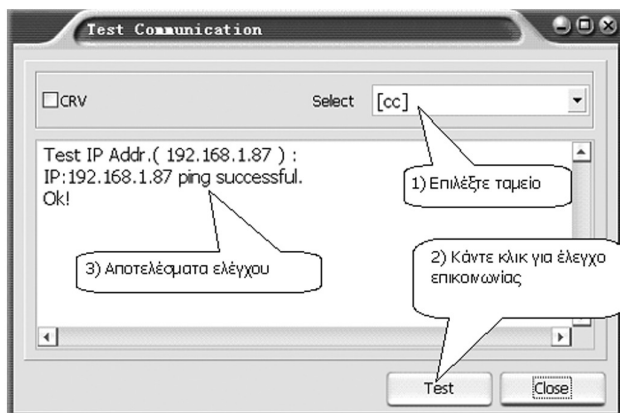 Test Communication
CRV
Select
[cc]
Test IP Addr.( 192.168.1.87 ) :
IP:192.168.1.87 ping successful.
Ok!
1) Επιλέξτε ταμείο
3) Αποτελέσματα ελέγχου
2) Κάντε κλικ για έλεγχο
επικοινωνίας
Test
Close